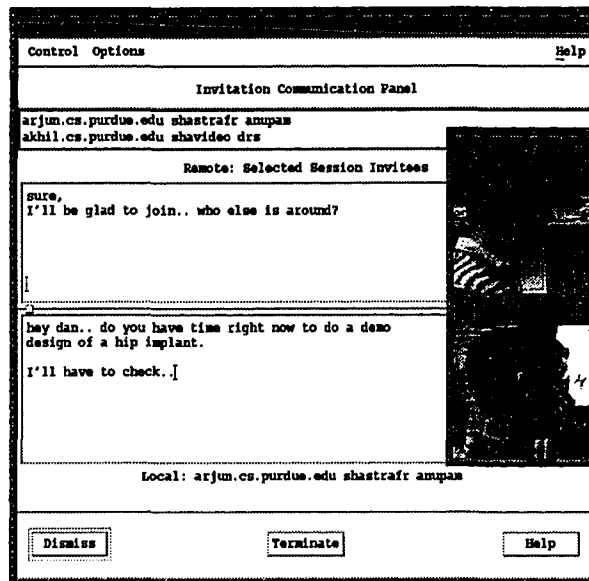 Control Options Help
Invitation Communication Panel
arjun.cs.purdue.edu shastrafr anupam
akhil.cs.purdue.edu shavideo drs
Remote: Selected Session Invitees
sure,
I'll be glad to join.. who else is around?
hey dan.. do you have time right now to do a demo
design of a hip implant.
I'll have to check..
Local: arjun.cs.purdue.edu shastrafr anupam
Dismiss Terminate Help